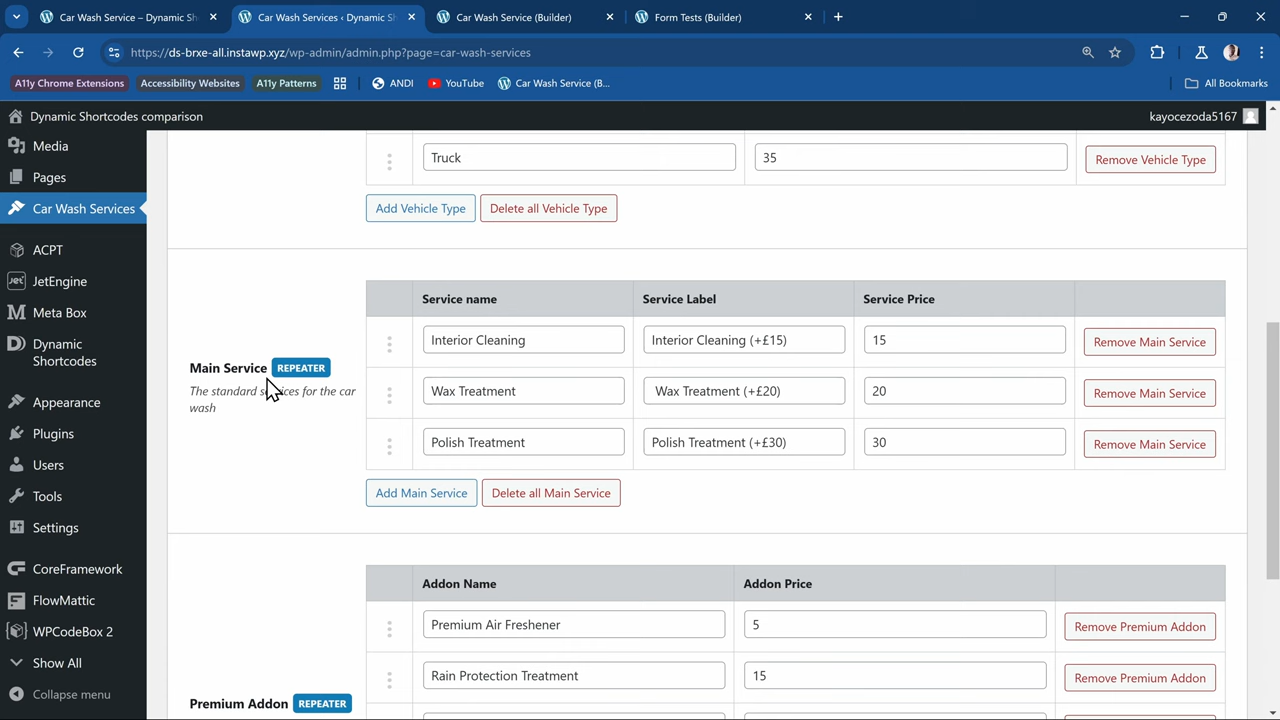 Car Wash Service – Dynamic Sh
Car Wash Services ‹ Dynamic Sh
Car Wash Service (Builder)
Form Tests (Builder)
https://ds-brxe-all.instawp.xyz/wp-admin/admin.php?page=car-wash-services
A11y Chrome Extensions
Accessibility Websites
A11y Patterns
ANDI
YouTube
Car Wash Service (B...
All Bookmarks
Dynamic Shortcodes comparison
kayocezoda5167
Media
Pages
Car Wash Services
ACPT
JetEngine
Meta Box
Dynamic
Shortcodes
Appearance
Plugins
Users
Tools
Settings
CoreFramework
FlowMattic
WPCodeBox 2
Show All
Collapse menu
Truck 35 Remove Vehicle Type
Add Vehicle Type Delete all Vehicle Type
Main Service REPEATER
The standard services for the car
wash
Service name Service Label Service Price
Interior Cleaning Interior Cleaning (+£15) 15 Remove Main Service
Wax Treatment Wax Treatment (+£20) 20 Remove Main Service
Polish Treatment Polish Treatment (+£30) 30 Remove Main Service
Add Main Service Delete all Main Service
Premium Addon REPEATER
Addon Name Addon Price
Premium Air Freshener 5 Remove Premium Addon
Rain Protection Treatment 15 Remove Premium Addon